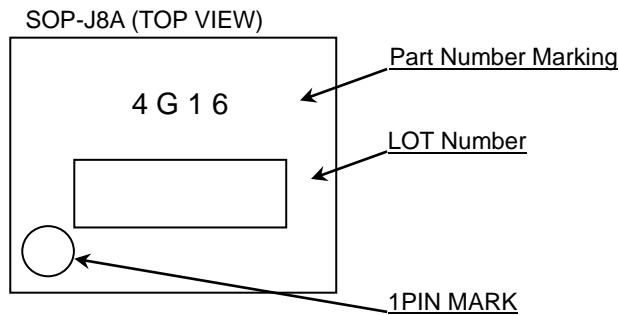 SOP-J8A (TOP VIEW)
Part Number Marking
4 G 1 6
LOT Number
1PIN MARK